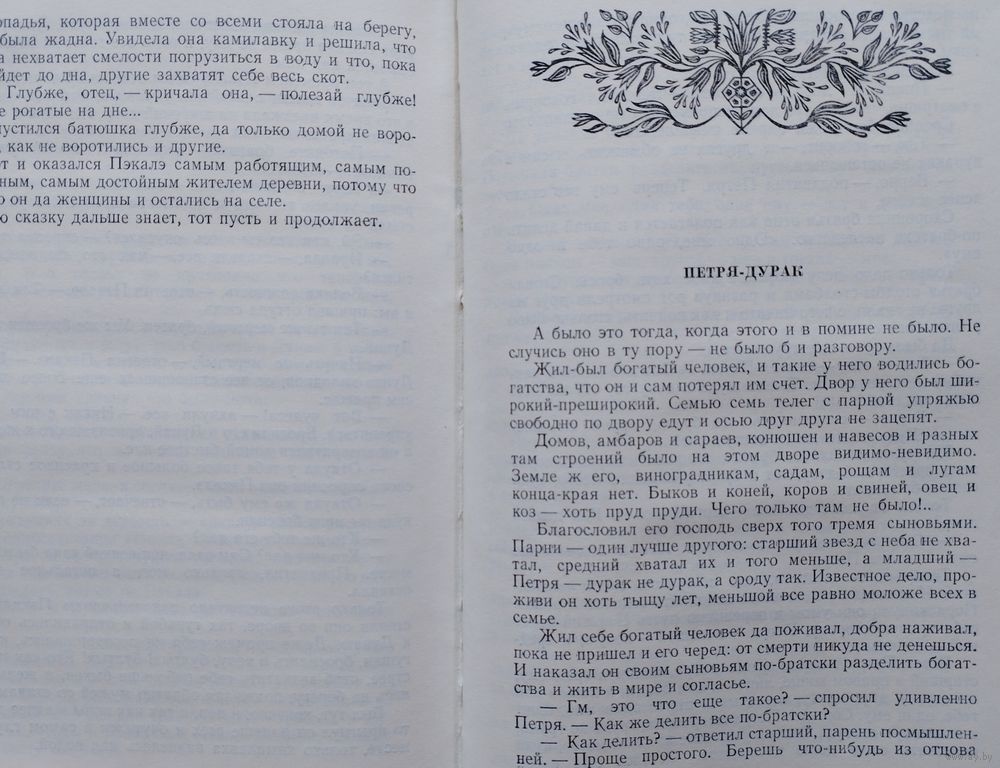 опадья, которая вместе со всеми стояла на берегу,
была жадна. Увидела она камилавку и решила, что
нехватает смелости погрузиться в воду и что, пока
йдет до дна, другие захватят себе весь скот.
Глубже, отец, — кричала она, — полезай глубже!
е рогатые на дне...
пустился батюшка глубже, да только домой не воро-
, как не воротились и другие.
от и оказался Пэкалэ самым работящим, самым по-
ным, самым достойным жителем деревни, потому что
о он да женщины и остались на селе.
ю сказку дальше знает, тот пусть и продолжает.
ПЕТРЯ-ДУРАК
А было это тогда, когда этого и в помине не было. Не
случись оно в ту пору — не было б и разговору.
Жил-был богатый человек, и такие у него водились бо-
гатства, что он и сам потерял им счет. Двор у него был ши-
рокий-преширокий. Семью семь телег с парной упряжью
свободно по двору едут и осью друг друга не зацепят.
Домов, амбаров и сараев, конюшен и навесов и разных
там строений было на этом дворе видимо-невидимо.
Земле ж его, виноградникам, садам, рощам и лугам
конца-края нет. Быков и коней, коров и свиней, овец и
коз — хоть пруд пруди. Чего только там не было!..
Благословил его господь сверх того тремя сыновьями.
Парни — один лучше другого: старший звезд с неба не хва-
тал, средний хватал их и того меньше, а младший —
Петря — дурак не дурак, а сроду так. Известное дело, про-
живи он хоть тыщу лет, меньшой все равно моложе всех в
семье.
Жил себе богатый человек да поживал, добра наживал,
пока не пришел и его черед: от смерти никуда не денешься.
И наказал он своим сыновьям по-братски разделить богат-
ства и жить в мире и согласье.
— Гм, это что еще такое? — спросил удивленно
Петря. — Как же делить все по-братски?
— Как делить? — ответил старший, парень посмышлен-
ней. — Проще простого. Берешь что-нибудь из отцова